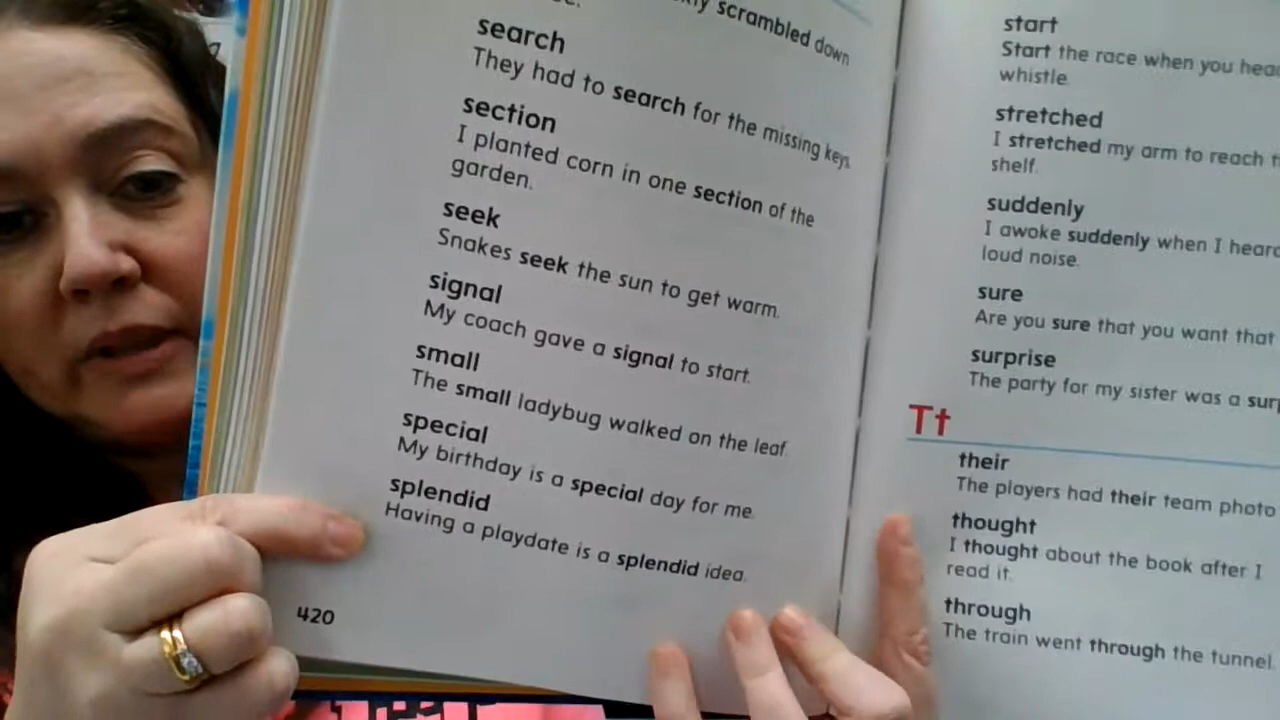 scrambled down
search
They had to search for the missing keys.
section
I planted corn in one section of the
garden.
seek
Snakes seek the sun to get warm.
signal
My coach gave a signal to start.
small
The small ladybug walked on the leaf.
special
My birthday is a special day for me.
splendid
Having a playdate is a splendid idea.
420
start
Start the race when you
whistle.
stretched
I stretched my arm to reach
shelf.
suddenly
I awoke suddenly when I heard
loud noise.
sure
Are you sure that you want that
surprise
The party for my sister was a
Tt
their
The players had their team photo
thought
I thought about the book after I
read it.
through
The train went through the tunnel.